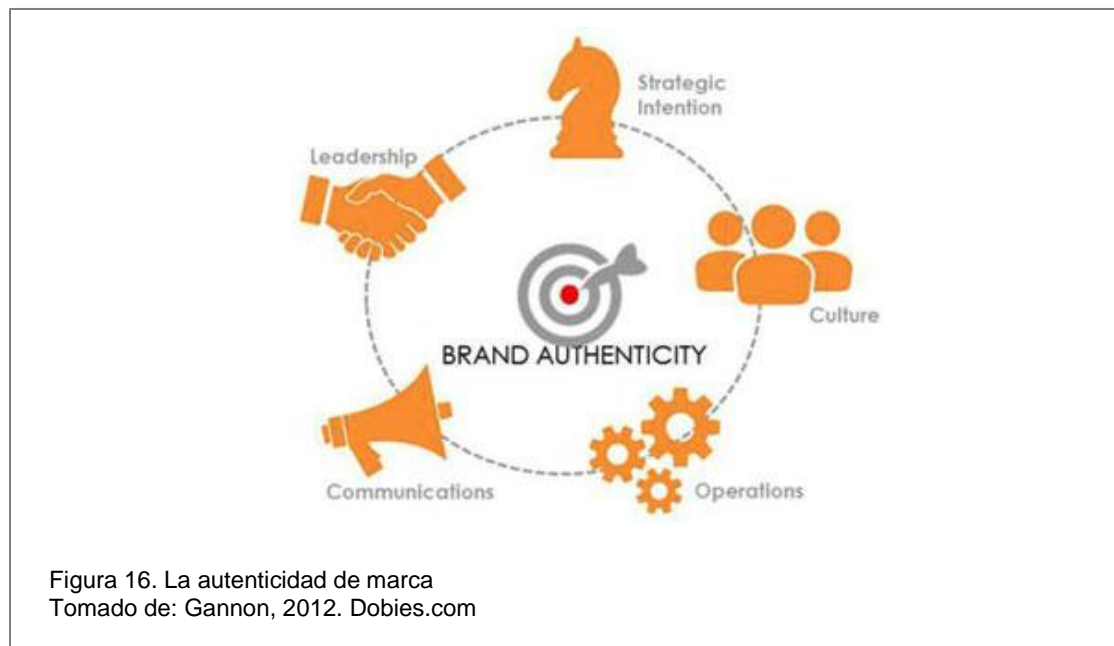 Strategic
Intention
Leadership
Culture
BRAND AUTHENTICITY
Communications
Operations
Figura 16. La autenticidad de marca
Tomado de: Gannon, 2012. Dobies.com